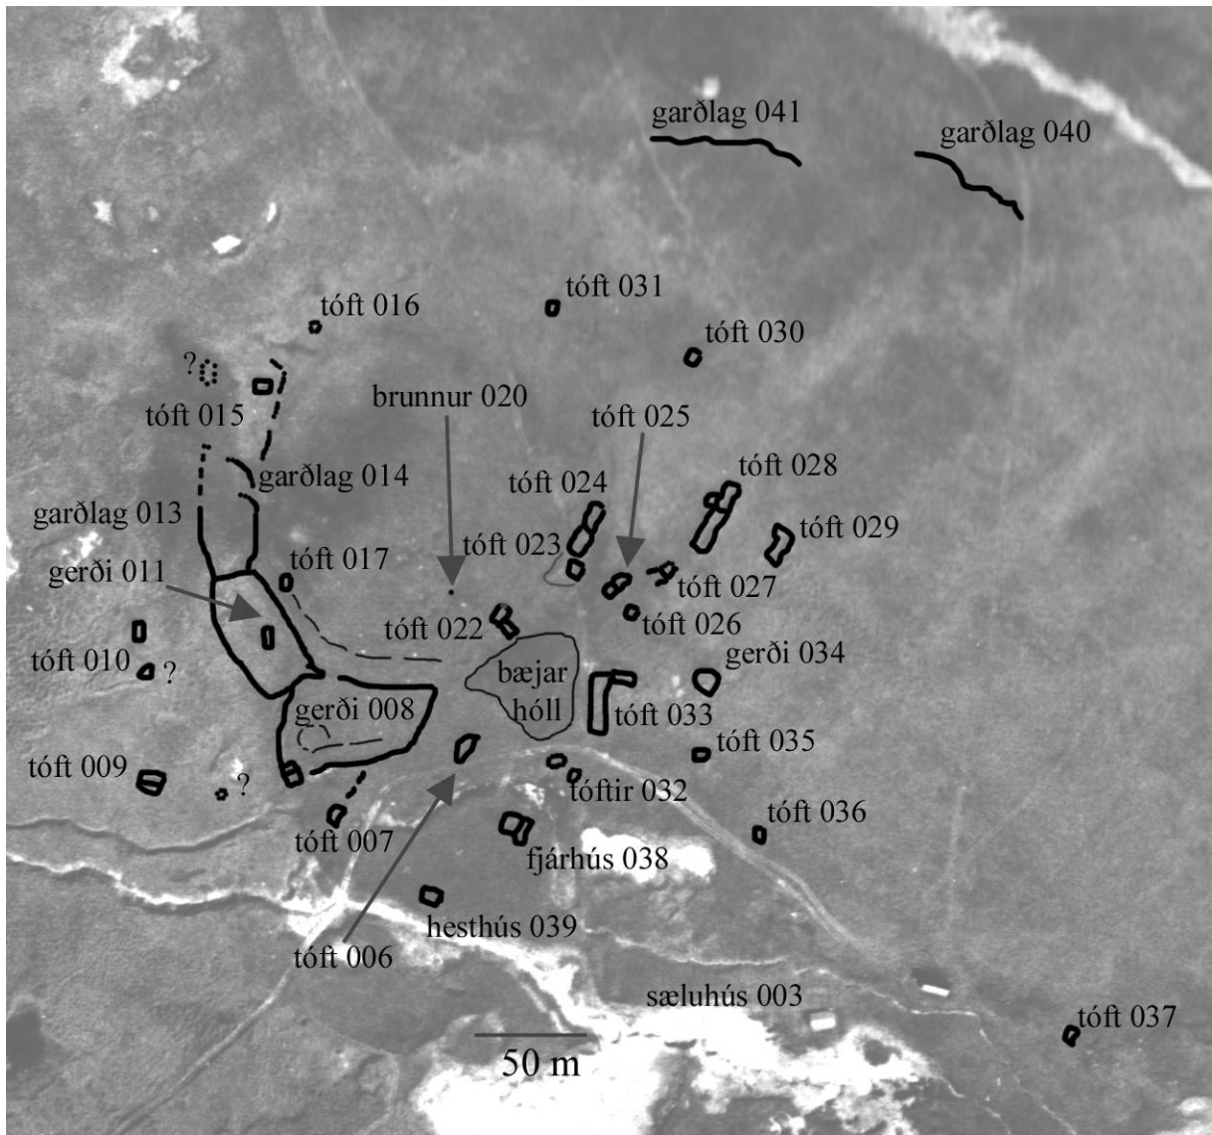 garðlag 041
garðlag 040
tóft 031
tóft 016
tóft 030
?
brunnur 020
tóft 015
tóft 025
tóft 028
garðlag 014
tóft 024
garðlag 013
tóft 029
tóft 023
tóft 017
gerði 011
tóft 027
tóft 022
tóft 026
tóft 010
?
bæjar
hóll
gerði 034
gerði 008
tóft 033
tóft 035
tóft 009
?
tóftir 032
tóft 007
tóft 036
fjárhús 038
hesthús 039
tóft 006
sæluhús 003
tóft 037
50 m